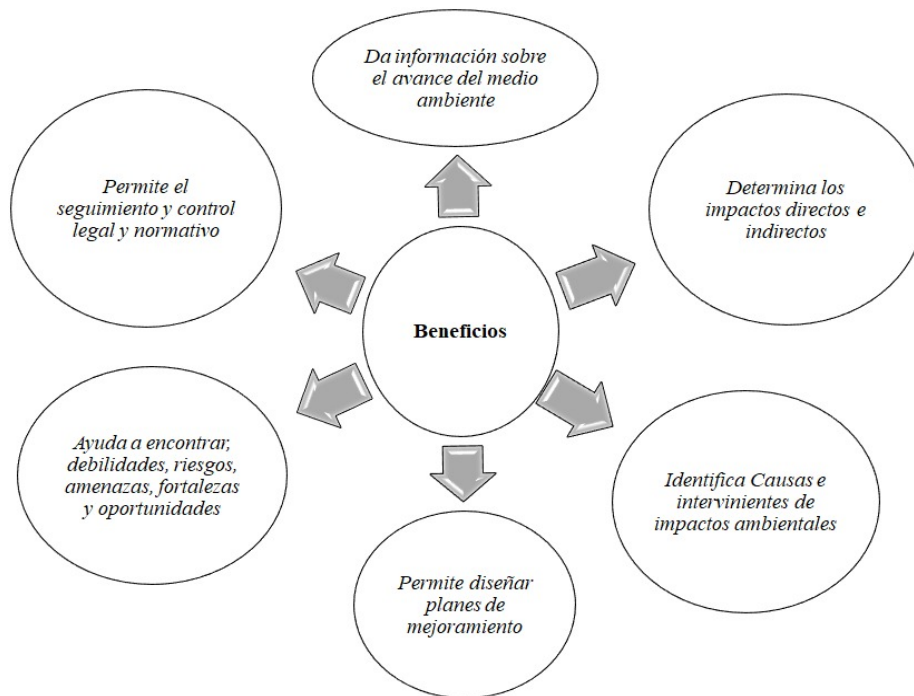 Da información sobre
el avance del medio
ambiente
Permite el
seguimiento y control
legal y normativo
Determina los
impactos directos e
indirectos
Beneficios
Ayuda a encontrar,
debilidades, riesgos,
amenazas, fortalezas
y oportunidades
Identifica Causas e
intervinientes de
impactos ambientales
Permite diseñar
planes de
mejoramiento